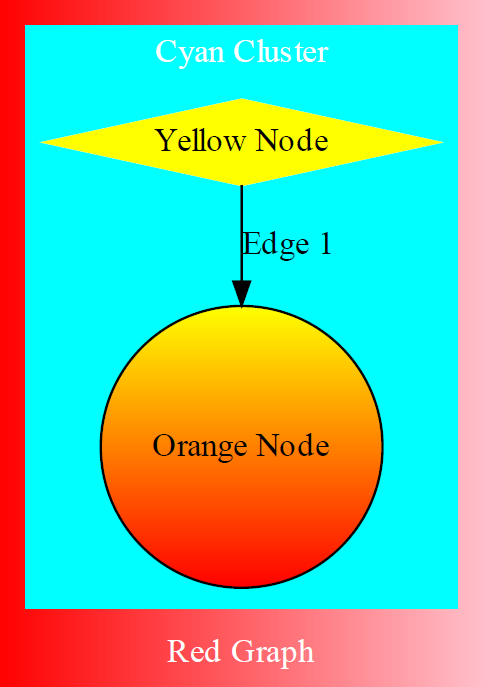 Cyan Cluster
Yellow Node
Edge 1
Orange Node
Red Graph